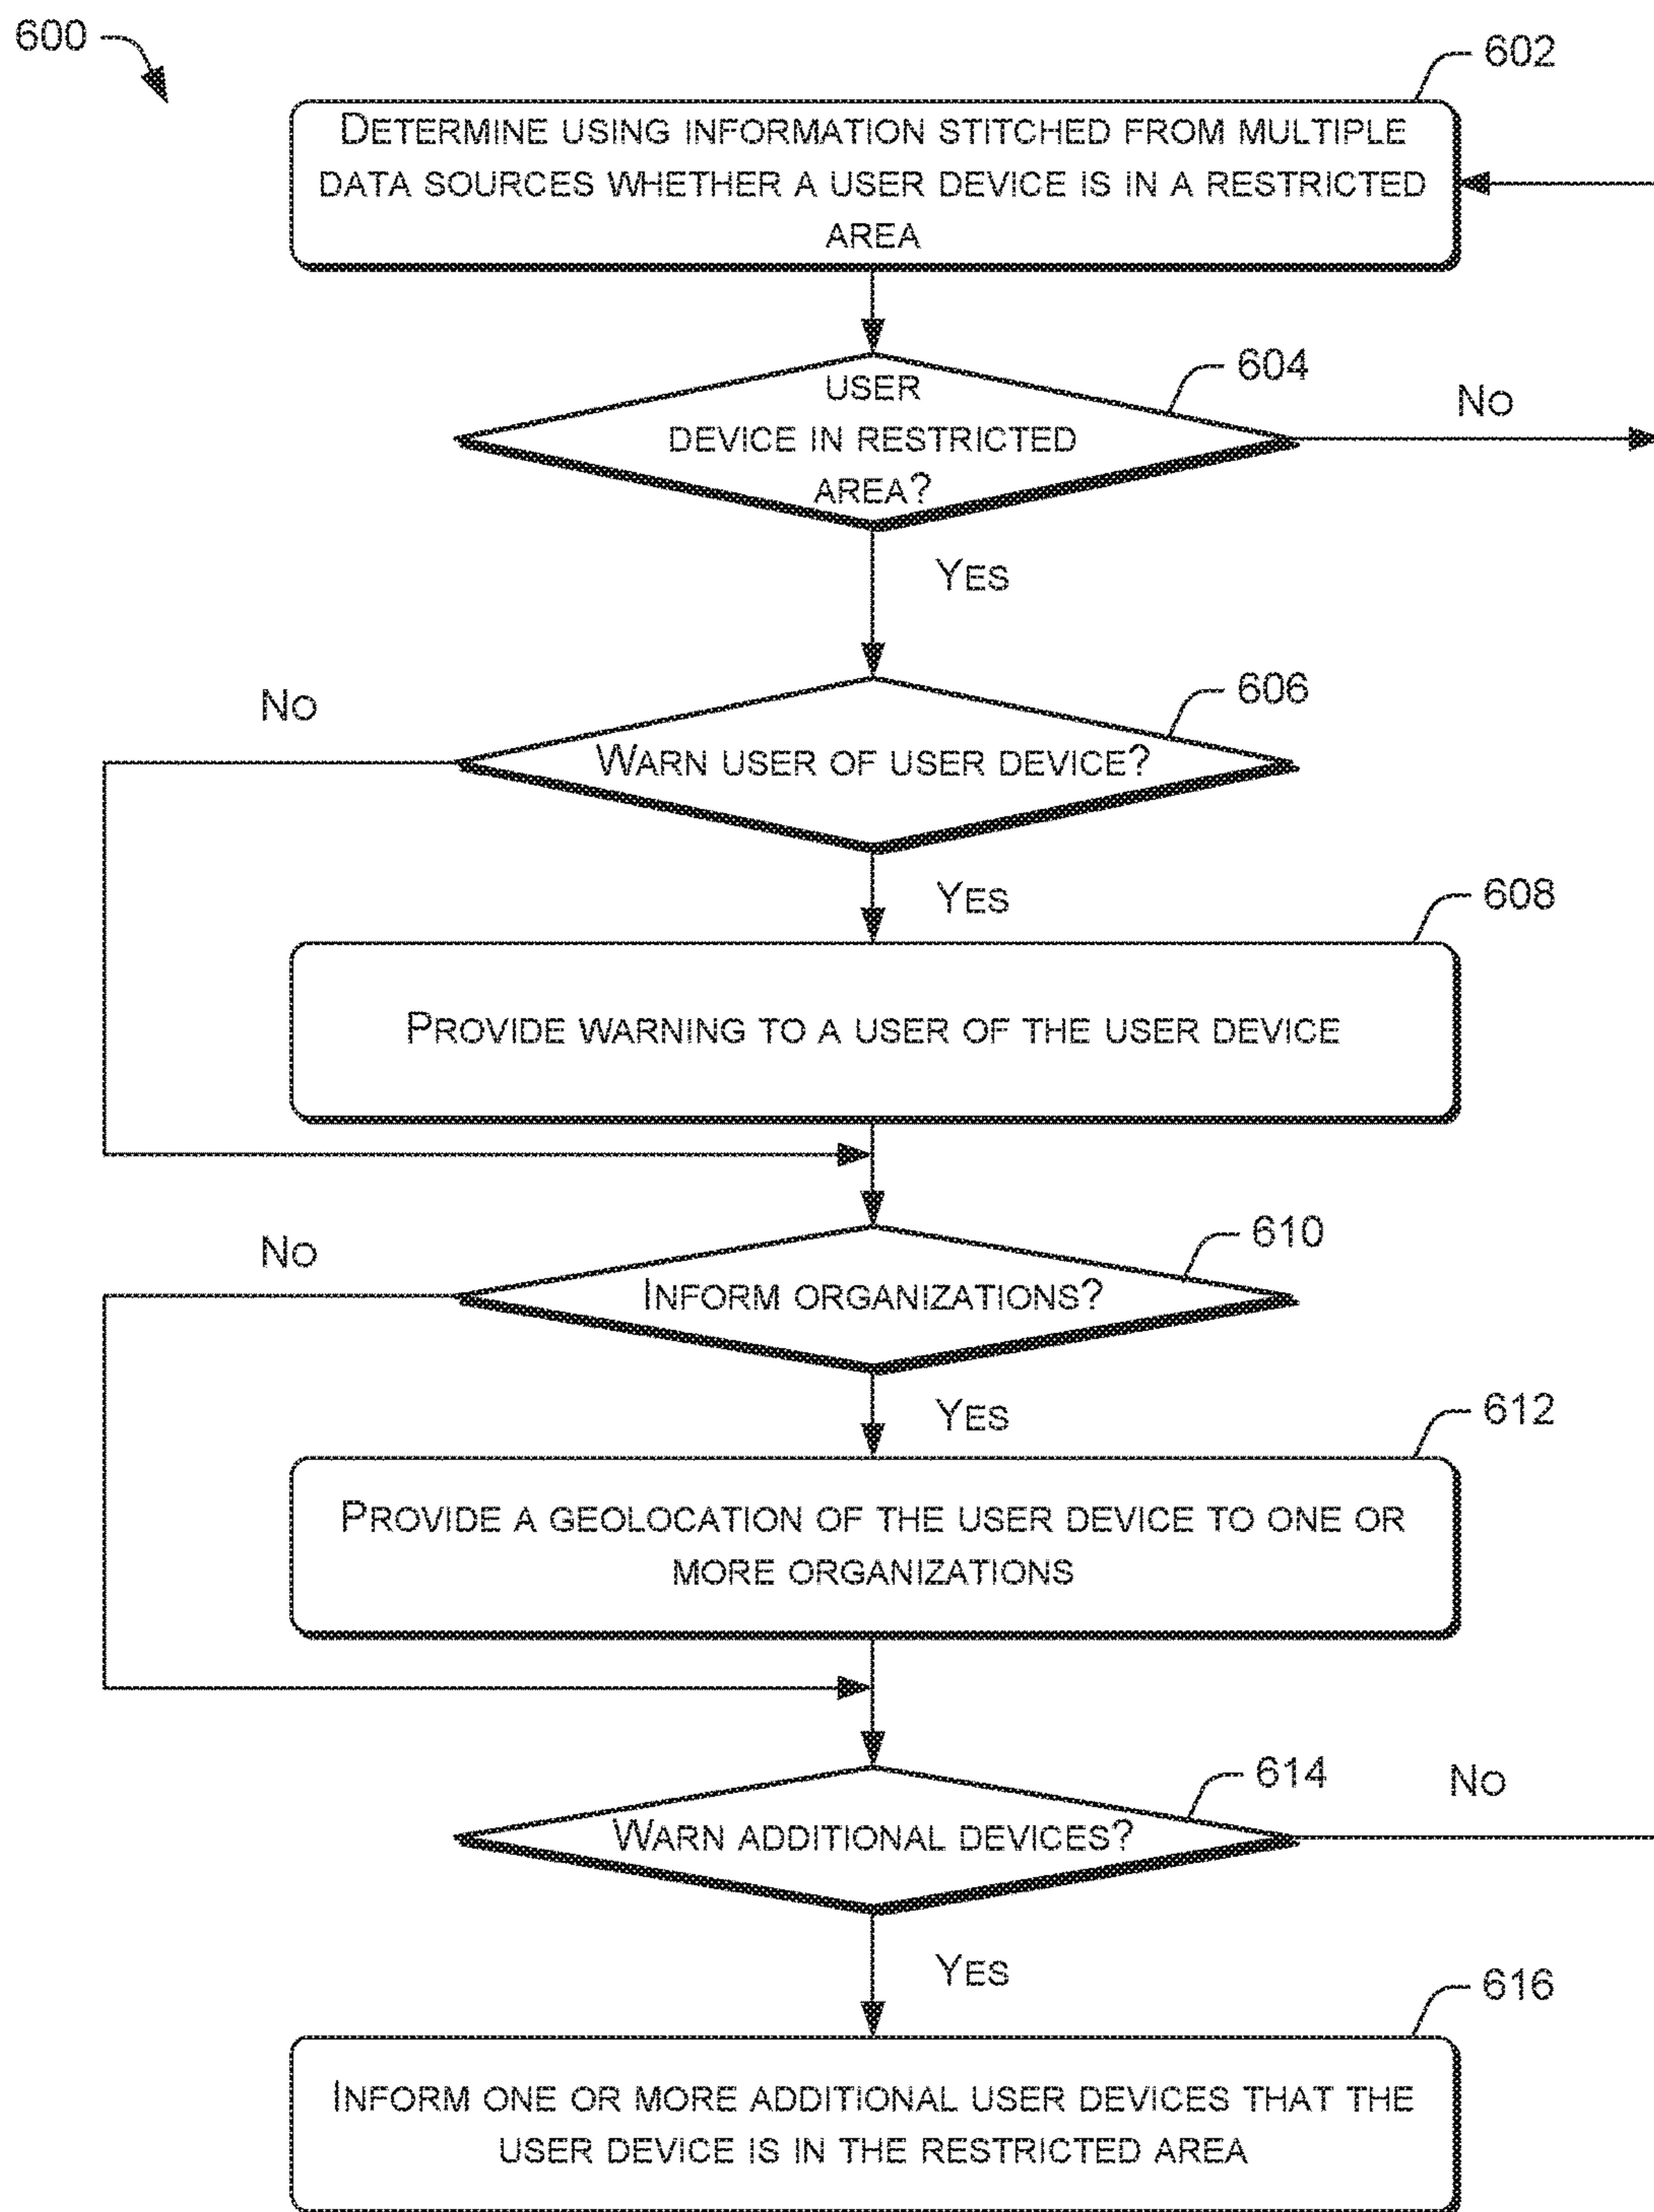 600
602
DETERMINE USING INFORMATION STITCHED FROM MULTIPLE
DATA SOURCES WHETHER A USER DEVICE IS IN A RESTRICTED
AREA
604
USER
DEVICE IN RESTRICTED
AREA?
NO
YES
606
NO
WARN USER OF USER DEVICE?
YES
608
PROVIDE WARNING TO A USER OF THE USER DEVICE
610
NO
INFORM ORGANIZATIONS?
YES
612
PROVIDE A GEOLOCATION OF THE USER DEVICE TO ONE OR
MORE ORGANIZATIONS
614
NO
WARN ADDITIONAL DEVICES?
YES
616
INFORM ONE OR MORE ADDITIONAL USER DEVICES THAT THE
USER DEVICE IS IN THE RESTRICTED AREA